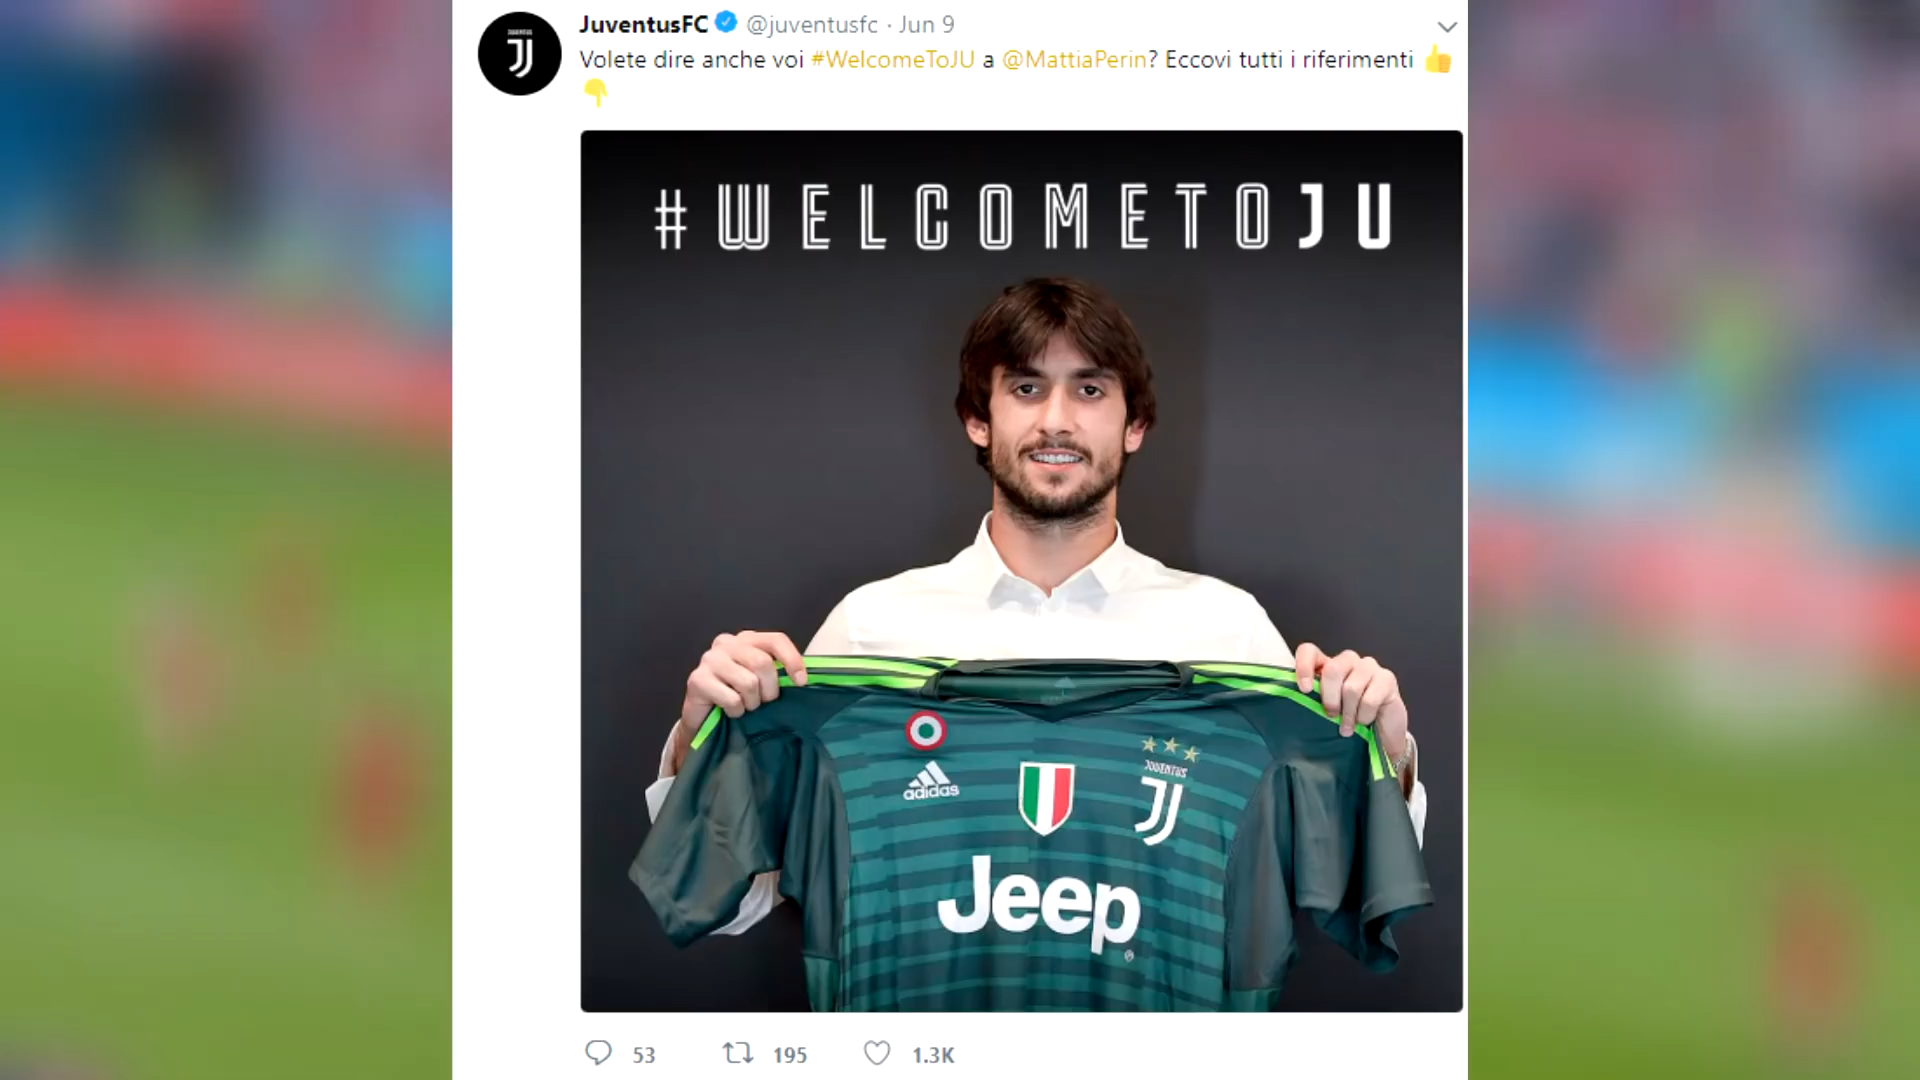 JUVENTUS
JuventusFC @juventusfc · Jun 9
Volete dire anche voi #WelcomeToJU a @MattiaPerin? Eccovi tutti i riferimenti 👍
👇
#WELCOMETOJU
JUVENTUS
adidas
Jeep
53 195 1.3K